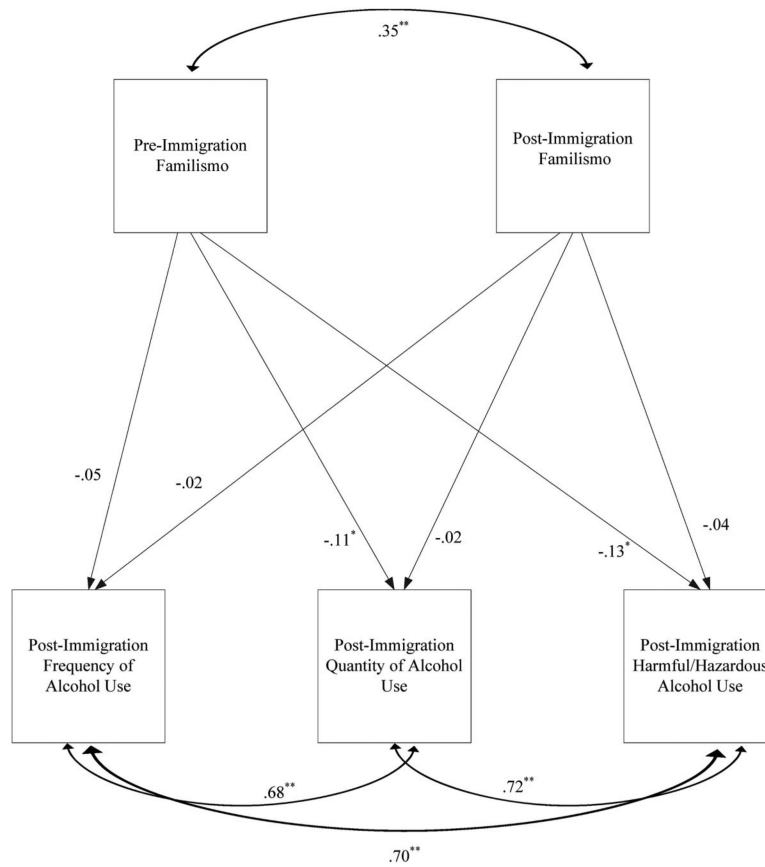 .35**
Pre-Immigration
Familismo
Post-Immigration
Familismo
-.05
-.02
-.11*
-.02
-.13*
-.04
Post-Immigration
Frequency of
Alcohol Use
Post-Immigration
Quantity of Alcohol
Use
Post-Immigration
Harmful/Hazardous
Alcohol Use
.68**
.72**
.70**